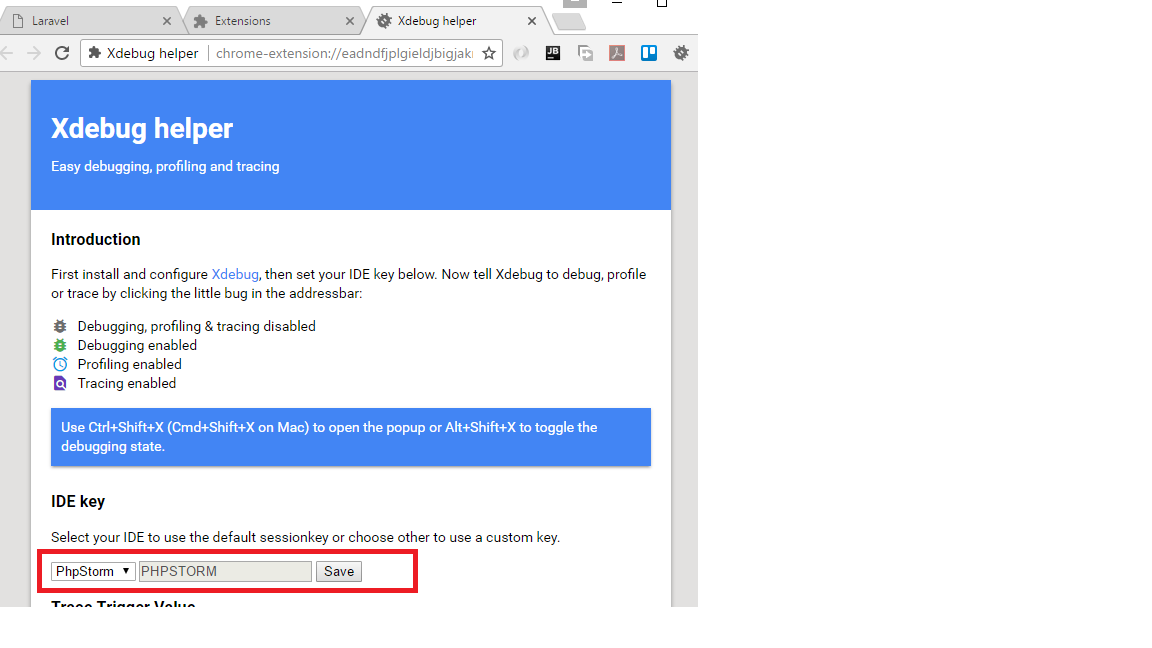 Laravel
Extensions
Xdebug helper
Xdebug helper
chrome-extension://eadndfjplgieldjbigjakr
JB
Xdebug helper
Easy debugging, profiling and tracing
Introduction
First install and configure Xdebug, then set your IDE key below. Now tell Xdebug to debug, profile
or trace by clicking the little bug in the addressbar:
Debugging, profiling & tracing disabled
Debugging enabled
Profiling enabled
Tracing enabled
Use Ctrl+Shift+X (Cmd+Shift+X on Mac) to open the popup or Alt+Shift+X to toggle the
debugging state.
IDE key
Select your IDE to use the default sessionkey or choose other to use a custom key.
PhpStorm PHPSTORM Save
Trace Trigger Value